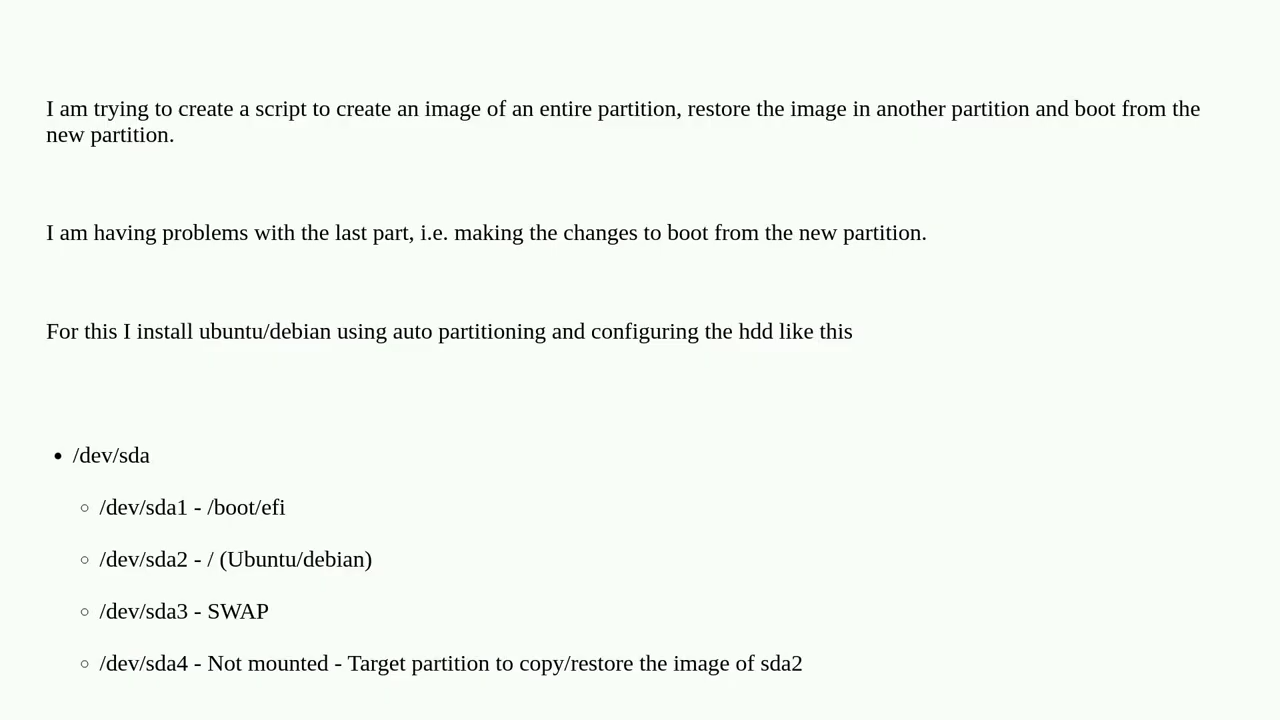 I am trying to create a script to create an image of an entire partition, restore the image in another partition and boot from the
new partition.
I am having problems with the last part, i.e. making the changes to boot from the new partition.
For this I install ubuntu/debian using auto partitioning and configuring the hdd like this
• /dev/sda
◦ /dev/sda1 - /boot/efi
◦ /dev/sda2 - / (Ubuntu/debian)
◦ /dev/sda3 - SWAP
◦ /dev/sda4 - Not mounted - Target partition to copy/restore the image of sda2